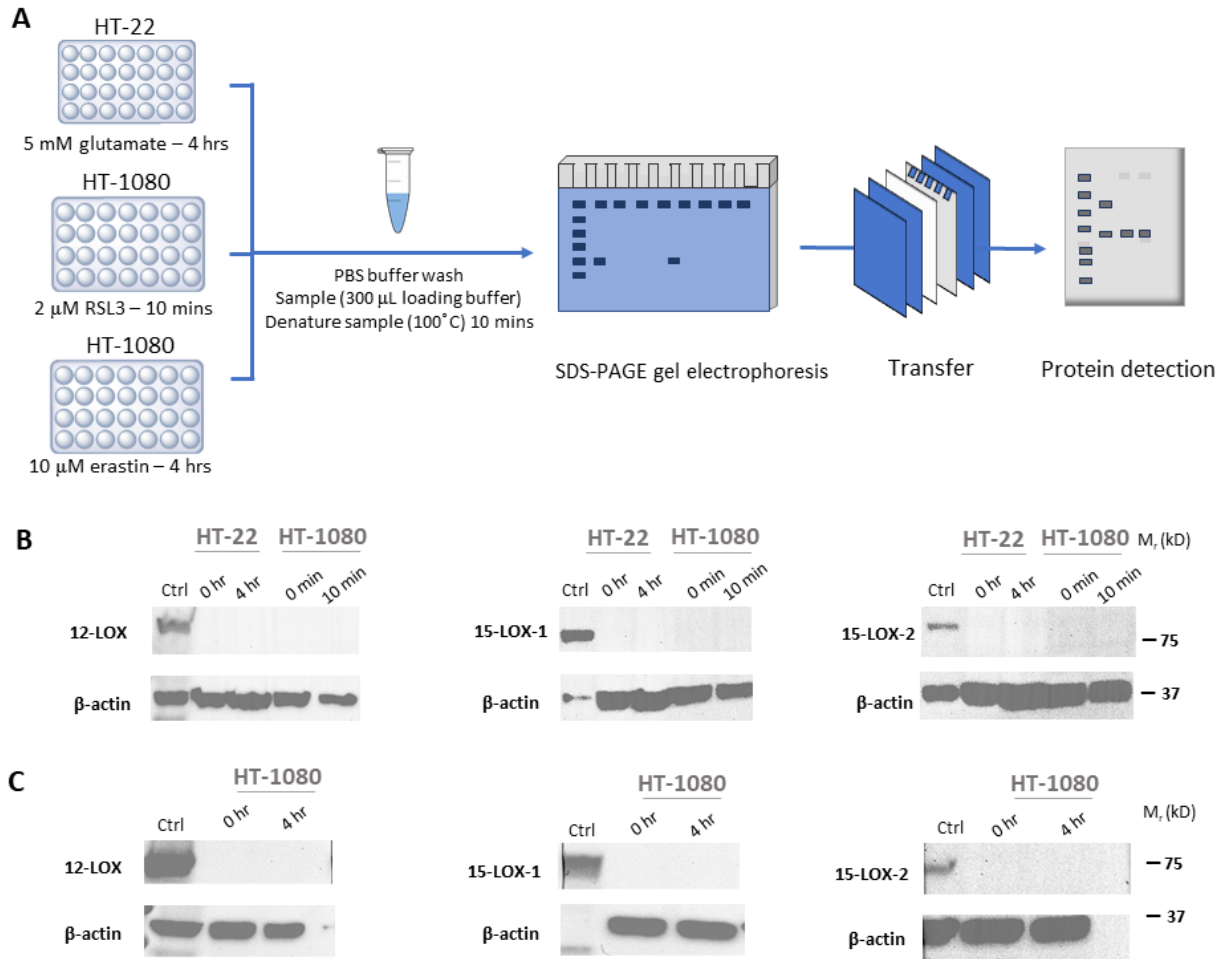 A
HT-22
5 mM glutamate – 4 hrs
HT-1080
2 μM RSL3 – 10 mins
HT-1080
10 μM erastin – 4 hrs
PBS buffer wash
Sample (300 μL loading buffer)
Denature sample (100˚C) 10 mins
SDS-PAGE gel electrophoresis
Transfer
Protein detection
B
HT-22 HT-1080
Ctrl 0 hr 4 hr 0 min 10 min
12-LOX
β-actin
HT-22 HT-1080
Ctrl 0 hr 4 hr 0 min 10 min
15-LOX-1
β-actin
HT-22 HT-1080 Mr (kD)
Ctrl 0 hr 4 hr 0 min 10 min
15-LOX-2 – 75
β-actin – 37
C
HT-1080
Ctrl 0 hr 4 hr
12-LOX
β-actin
HT-1080
Ctrl 0 hr 4 hr
15-LOX-1
β-actin
HT-1080
Ctrl 0 hr 4 hr Mr (kD)
15-LOX-2 – 75
β-actin – 37